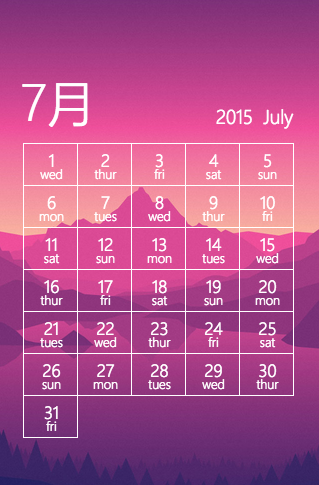 7月
2015 July
1 2 3 4 5
wed thur fri sat sun
6 7 8 9 10
mon tues wed thur fri
11 12 13 14 15
sat sun mon tues wed
16 17 18 19 20
thur fri sat sun mon
21 22 23 24 25
tues wed thur fri sat
26 27 28 29 30
sun mon tues wed thur
31
fri